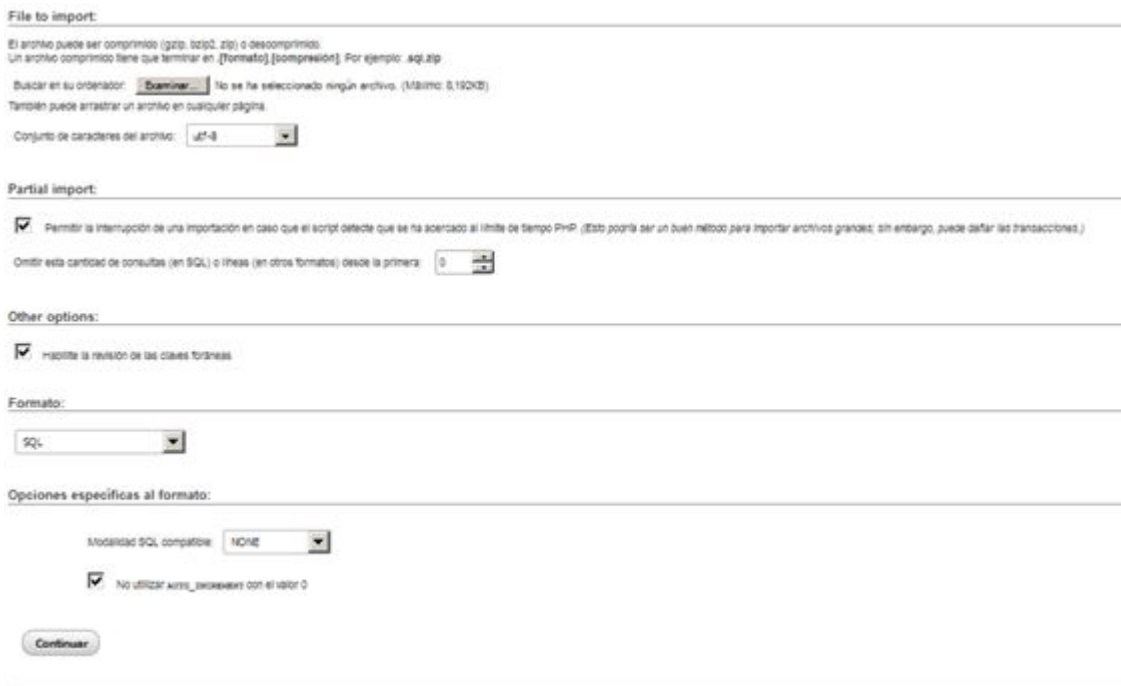 File to import:
El archivo puede ser comprimido (gzip, bzip2, zip) o descomprimido.
Un archivo comprimido tiene que terminar en .[formato].[compresión]. Por ejemplo: .sql.zip
Buscar en su ordenador: Examinar... No se ha seleccionado ningún archivo. (Máximo: 8,192KB)
También puede arrastrar un archivo en cualquier página.
Conjunto de caracteres del archivo: utf-8
Partial import:
Permitir la interrupción de una importación en caso que el script detecte que se ha acercado al límite de tiempo PHP. (Esto podría ser un buen método para importar archivos grandes; sin embargo, puede dañar las transacciones.)
Omitir esta cantidad de consultas (en SQL) o líneas (en otros formatos) desde la primera: 0
Other options:
Habilite la revisión de las claves foráneas
Formato:
SQL
Opciones específicas al formato:
Modalidad SQL compatible: NONE
No utilizar AUTO_INCREMENT con el valor 0
Continuar